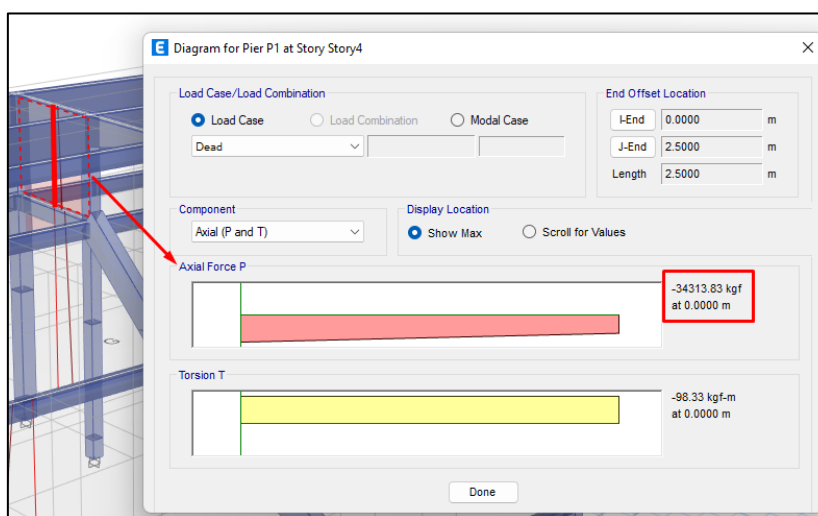 E Diagram for Pier P1 at Story Story4
Load Case/Load Combination
Load Case Load Combination Modal Case
Dead
End Offset Location
I-End 0.0000 m
J-End 2.5000 m
Length 2.5000 m
Component
Axial (P and T)
Display Location
Show Max Scroll for Values
Axial Force P
-34313.83 kgf
at 0.0000 m
Torsion T
-98.33 kgf-m
at 0.0000 m
Done